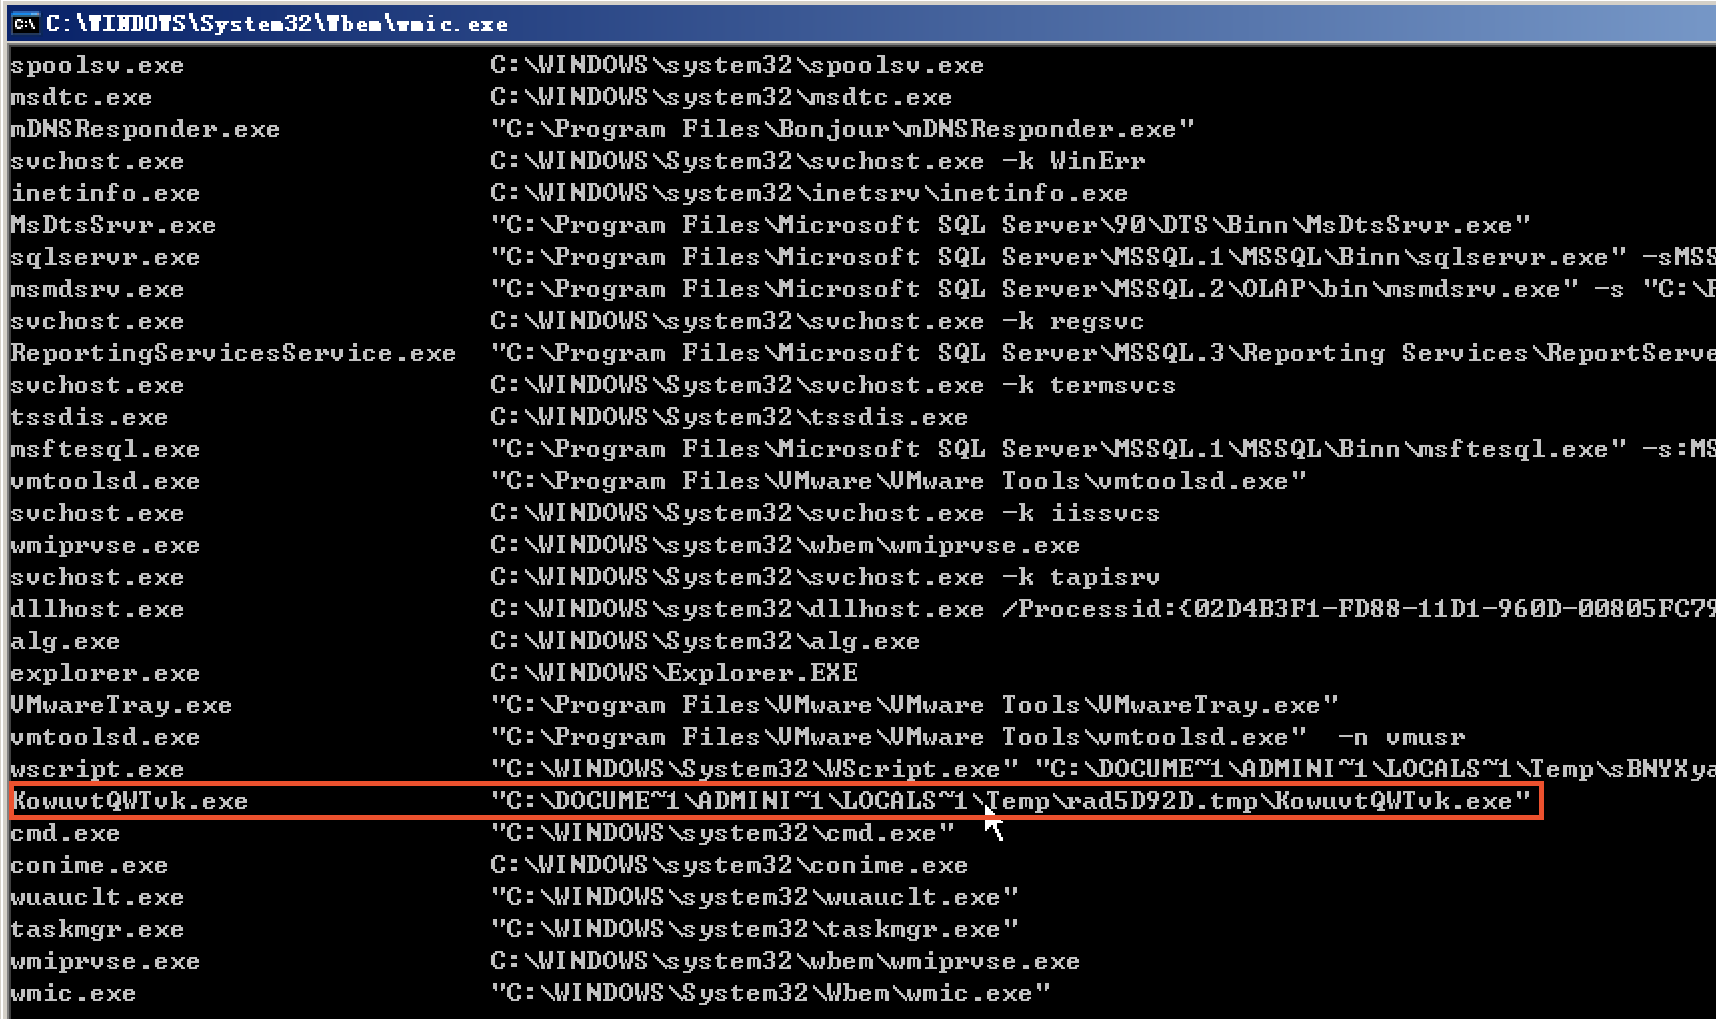 C:\WINDOWS\System32\Wbem\wmic.exe
spoolsv.exe C:\WINDOWS\system32\spoolsv.exe
msdtc.exe C:\WINDOWS\system32\msdtc.exe
mDNSResponder.exe "C:\Program Files\Bonjour\mDNSResponder.exe"
svchost.exe C:\WINDOWS\System32\svchost.exe -k WinErr
inetinfo.exe C:\WINDOWS\system32\inetsrv\inetinfo.exe
MsDtsSrvr.exe "C:\Program Files\Microsoft SQL Server\90\DTS\Binn\MsDtsSrvr.exe"
sqlservr.exe "C:\Program Files\Microsoft SQL Server\MSSQL.1\MSSQL\Binn\sqlservr.exe" -sMSS
msmdsrv.exe "C:\Program Files\Microsoft SQL Server\MSSQL.2\OLAP\bin\msmdsrv.exe" -s "C:\P
svchost.exe C:\WINDOWS\system32\svchost.exe -k regsvc
ReportingServicesService.exe "C:\Program Files\Microsoft SQL Server\MSSQL.3\Reporting Services\ReportServe
svchost.exe C:\WINDOWS\System32\svchost.exe -k termsvcs
tssdis.exe C:\WINDOWS\System32\tssdis.exe
msftesql.exe "C:\Program Files\Microsoft SQL Server\MSSQL.1\MSSQL\Binn\msftesql.exe" -s:MS
vmtoolsd.exe "C:\Program Files\VMware\VMware Tools\vmtoolsd.exe"
svchost.exe C:\WINDOWS\System32\svchost.exe -k iissvcs
wmiprvse.exe C:\WINDOWS\system32\wbem\wmiprvse.exe
svchost.exe C:\WINDOWS\System32\svchost.exe -k tapisrv
dllhost.exe C:\WINDOWS\system32\dllhost.exe /Processid:{02D4B3F1-FD88-11D1-960D-00805FC79
alg.exe C:\WINDOWS\System32\alg.exe
explorer.exe C:\WINDOWS\Explorer.EXE
VMwareTray.exe "C:\Program Files\VMware\VMware Tools\VMwareTray.exe"
vmtoolsd.exe "C:\Program Files\VMware\VMware Tools\vmtoolsd.exe" -n vmusr
wscript.exe "C:\WINDOWS\System32\WScript.exe" "C:\DOCUME~1\ADMINI~1\LOCALS~1\Temp\sBNYXya
KowuvtQWTvk.exe "C:\DOCUME~1\ADMINI~1\LOCALS~1\Temp\rad5D92D.tmp\KowuvtQWTvk.exe"
cmd.exe "C:\WINDOWS\system32\cmd.exe"
conime.exe C:\WINDOWS\system32\conime.exe
wuauclt.exe "C:\WINDOWS\system32\wuauclt.exe"
taskmgr.exe "C:\WINDOWS\system32\taskmgr.exe"
wmiprvse.exe C:\WINDOWS\system32\wbem\wmiprvse.exe
wmic.exe "C:\WINDOWS\System32\Wbem\wmic.exe"